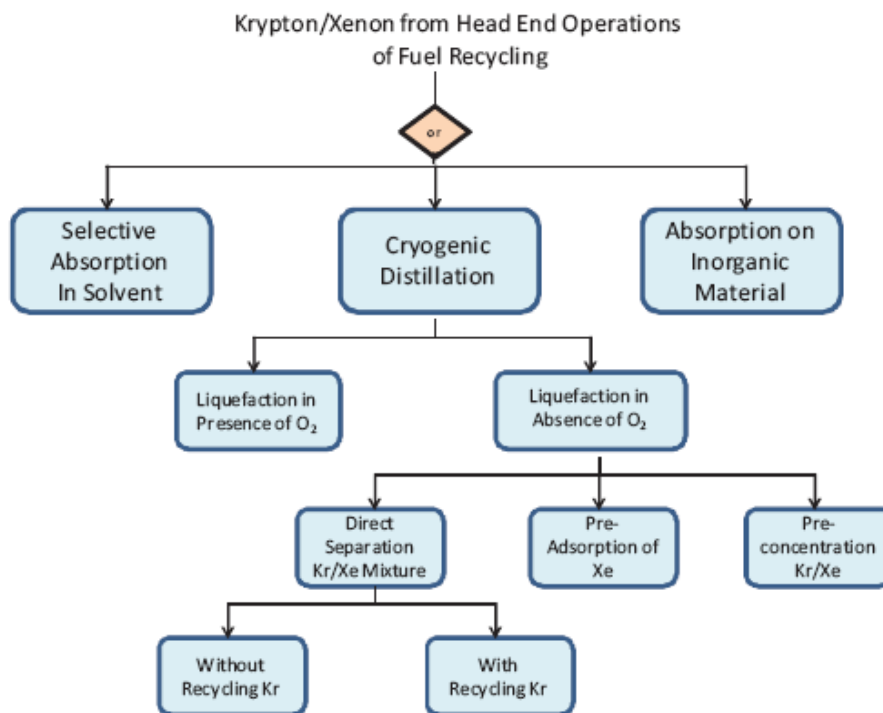 Krypton/Xenon from Head End Operations
of Fuel Recycling
or
Selective
Absorption
In Solvent
Cryogenic
Distillation
Absorption on
Inorganic
Material
Liquefaction in
Presence of O₂
Liquefaction in
Absence of O₂
Direct
Separation
Kr/Xe Mixture
Pre-
Adsorption of
Xe
Pre-
concentration
Kr/Xe
Without
Recycling Kr
With
Recycling Kr